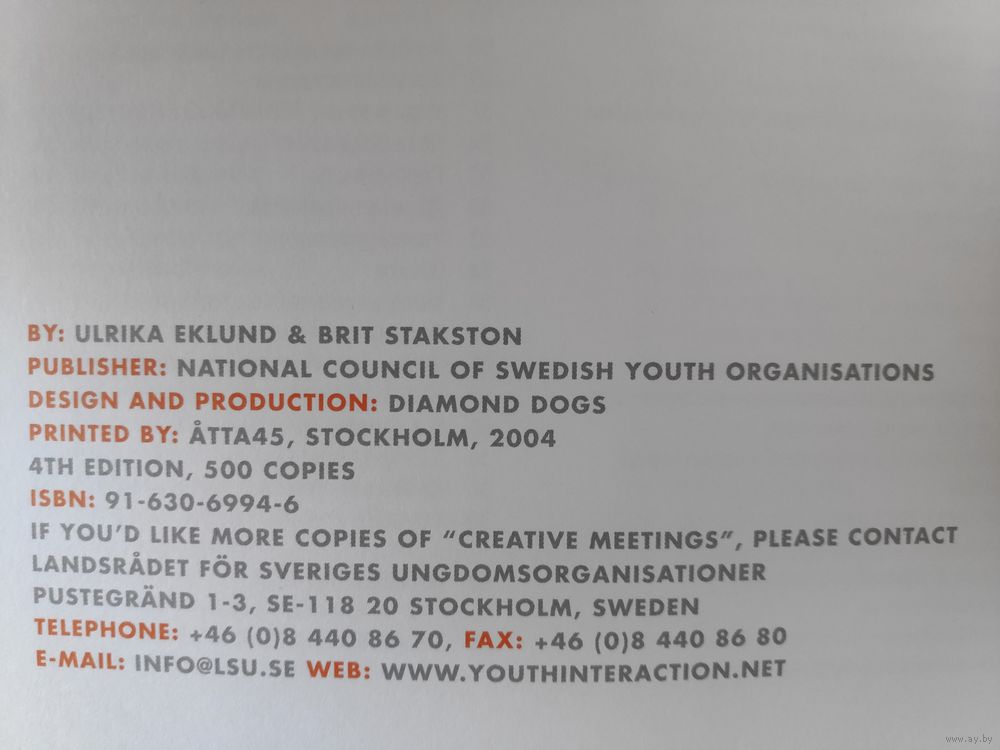 BY: ULRIKA EKLUND & BRIT STAKSTON
PUBLISHER: NATIONAL COUNCIL OF SWEDISH YOUTH ORGANISATIONS
DESIGN AND PRODUCTION: DIAMOND DOGS
PRINTED BY: ÅTTA45, STOCKHOLM, 2004
4TH EDITION, 500 COPIES
ISBN: 91-630-6994-6
IF YOU'D LIKE MORE COPIES OF "CREATIVE MEETINGS", PLEASE CONTACT
LANDSRÅDET FÖR SVERIGES UNGDOMSORGANISATIONER
PUSTEGRÄND 1-3, SE-118 20 STOCKHOLM, SWEDEN
TELEPHONE: +46 (0)8 440 86 70, FAX: +46 (0)8 440 86 80
E-MAIL: INFO@LSU.SE WEB: WWW.YOUTHINTERACTION.NET
www.ay.by